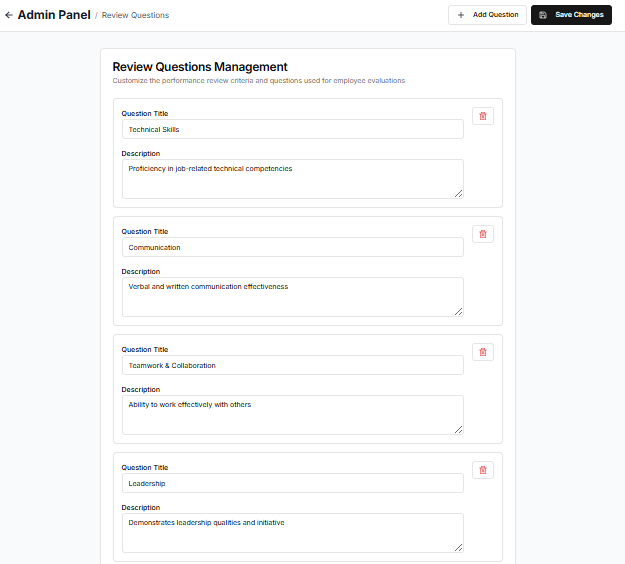 Admin Panel / Review Questions
Add Question
Save Changes
Review Questions Management
Customize the performance review criteria and questions used for employee evaluations
Question Title
Technical Skills
Description
Proficiency in job-related technical competencies
Question Title
Communication
Description
Verbal and written communication effectiveness
Question Title
Teamwork & Collaboration
Description
Ability to work effectively with others
Question Title
Leadership
Description
Demonstrates leadership qualities and initiative